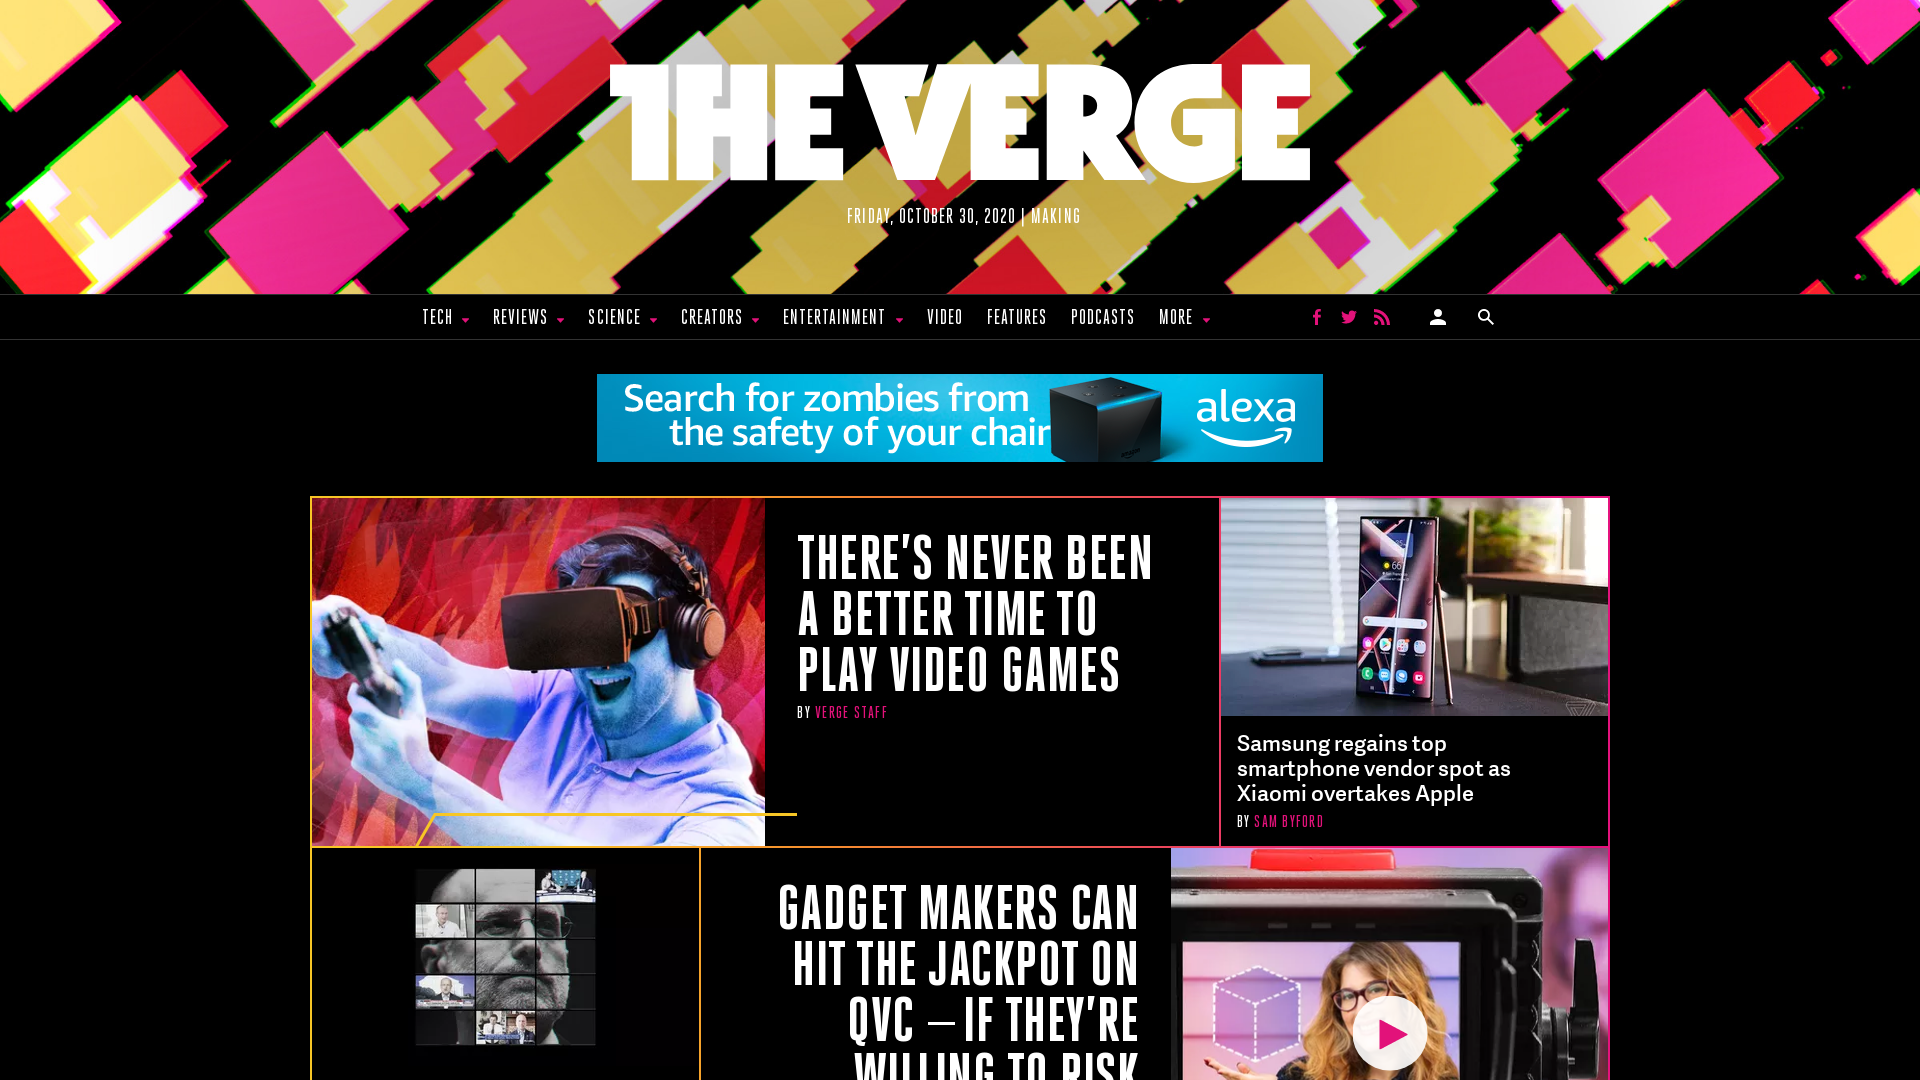 THE VERGE
FRIDAY, OCTOBER 30, 2020 | MAKING
TECH REVIEWS SCIENCE CREATORS ENTERTAINMENT VIDEO FEATURES PODCASTS MORE
Search for zombies from
the safety of your chair
alexa
THERE'S NEVER BEEN
A BETTER TIME TO
PLAY VIDEO GAMES
BY VERGE STAFF
Samsung regains top
smartphone vendor spot as
Xiaomi overtakes Apple
BY SAM BYFORD
GADGET MAKERS CAN
HIT THE JACKPOT ON
QVC — IF THEY'RE
WILLING TO RISK